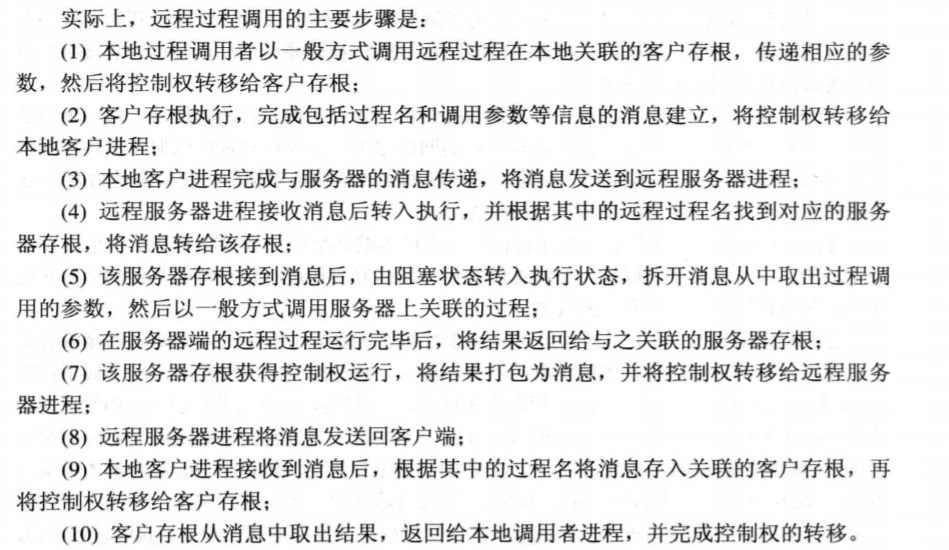 实际上，远程过程调用的主要步骤是：
(1) 本地过程调用者以一般方式调用远程过程在本地关联的客户存根，传递相应的参
数，然后将控制权转移给客户存根；
(2) 客户存根执行，完成包括过程名和调用参数等信息的消息建立，将控制权转移给
本地客户进程；
(3) 本地客户进程完成与服务器的消息传递，将消息发送到远程服务器进程；
(4) 远程服务器进程接收消息后转入执行，并根据其中的远程过程名找到对应的服务
器存根，将消息转给该存根；
(5) 该服务器存根接到消息后，由阻塞状态转入执行状态，拆开消息从中取出过程调
用的参数，然后以一般方式调用服务器上关联的过程；
(6) 在服务器端的远程过程运行完毕后，将结果返回给与之关联的服务器存根；
(7) 该服务器存根获得控制权运行，将结果打包为消息，并将控制权转移给远程服务
器进程；
(8) 远程服务器进程将消息发送回客户端；
(9) 本地客户进程接收到消息后，根据其中的过程名将消息存入关联的客户存根，再
将控制权转移给客户存根；
(10) 客户存根从消息中取出结果，返回给本地调用者进程，并完成控制权的转移。